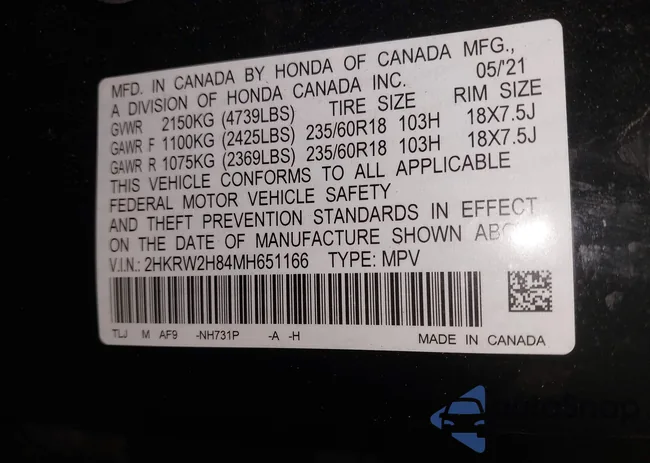 MFD. IN CANADA BY HONDA OF CANADA MFG.,
A DIVISION OF HONDA CANADA INC. 05/'21
GVWR 2150KG (4739LBS) TIRE SIZE RIM SIZE
GAWR F 1100KG (2425LBS) 235/60R18 103H 18X7.5J
GAWR R 1075KG (2369LBS) 235/60R18 103H 18X7.5J
THIS VEHICLE CONFORMS TO ALL APPLICABLE
FEDERAL MOTOR VEHICLE SAFETY
AND THEFT PREVENTION STANDARDS IN EFFECT
ON THE DATE OF MANUFACTURE SHOWN ABOVE
V.I.N.: 2HKRW2H84MH651166 TYPE: MPV
TLJ M AF9 -NH731P -A -H MADE IN CANADA
AutoSnap